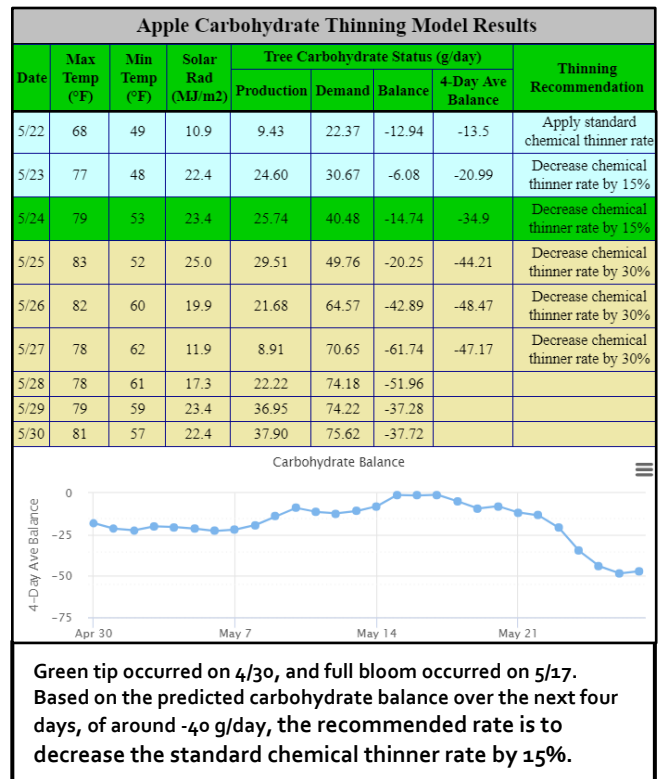 Apple Carbohydrate Thinning Model Results
Date Max Temp (°F) Min Temp (°F) Solar Rad (MJ/m2) Tree Carbohydrate Status (g/day) Thinning Recommendation
Production Demand Balance 4-Day Ave Balance
5/22 68 49 10.9 9.43 22.37 -12.94 -13.5 Apply standard chemical thinner rate
5/23 77 48 22.4 24.60 30.67 -6.08 -20.99 Decrease chemical thinner rate by 15%
5/24 79 53 23.4 25.74 40.48 -14.74 -34.9 Decrease chemical thinner rate by 15%
5/25 83 52 25.0 29.51 49.76 -20.25 -44.21 Decrease chemical thinner rate by 30%
5/26 82 60 19.9 21.68 64.57 -42.89 -48.47 Decrease chemical thinner rate by 30%
5/27 78 62 11.9 8.91 70.65 -61.74 -47.17 Decrease chemical thinner rate by 30%
5/28 78 61 17.3 22.22 74.18 -51.96
5/29 79 59 23.4 36.95 74.22 -37.28
5/30 81 57 22.4 37.90 75.62 -37.72
Carbohydrate Balance
4-Day Ave Balance
0
-25
-50
-75
Apr 30 May 7 May 14 May 21
Green tip occurred on 4/30, and full bloom occurred on 5/17.
Based on the predicted carbohydrate balance over the next four
days, of around -40 g/day, the recommended rate is to
decrease the standard chemical thinner rate by 15%.